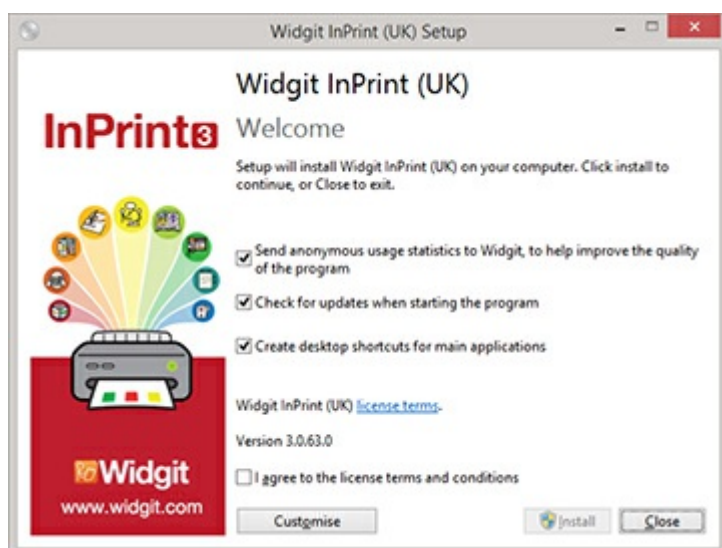 Widgit InPrint (UK) Setup
Widgit InPrint (UK)
InPrint3
Welcome
Setup will install Widgit InPrint (UK) on your computer. Click install to
continue, or Close to exit.
Send anonymous usage statistics to Widgit, to help improve the quality
of the program
Check for updates when starting the program
Create desktop shortcuts for main applications
Widgit InPrint (UK) license terms.
Version 3.0.63.0
I agree to the license terms and conditions
Widgit
www.widgit.com
Customise
Install
Close